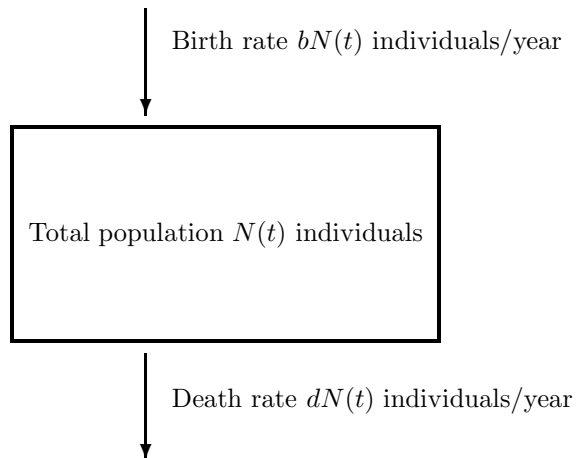 Birth rate bN(t) individuals/year
Total population N(t) individuals
Death rate dN(t) individuals/year